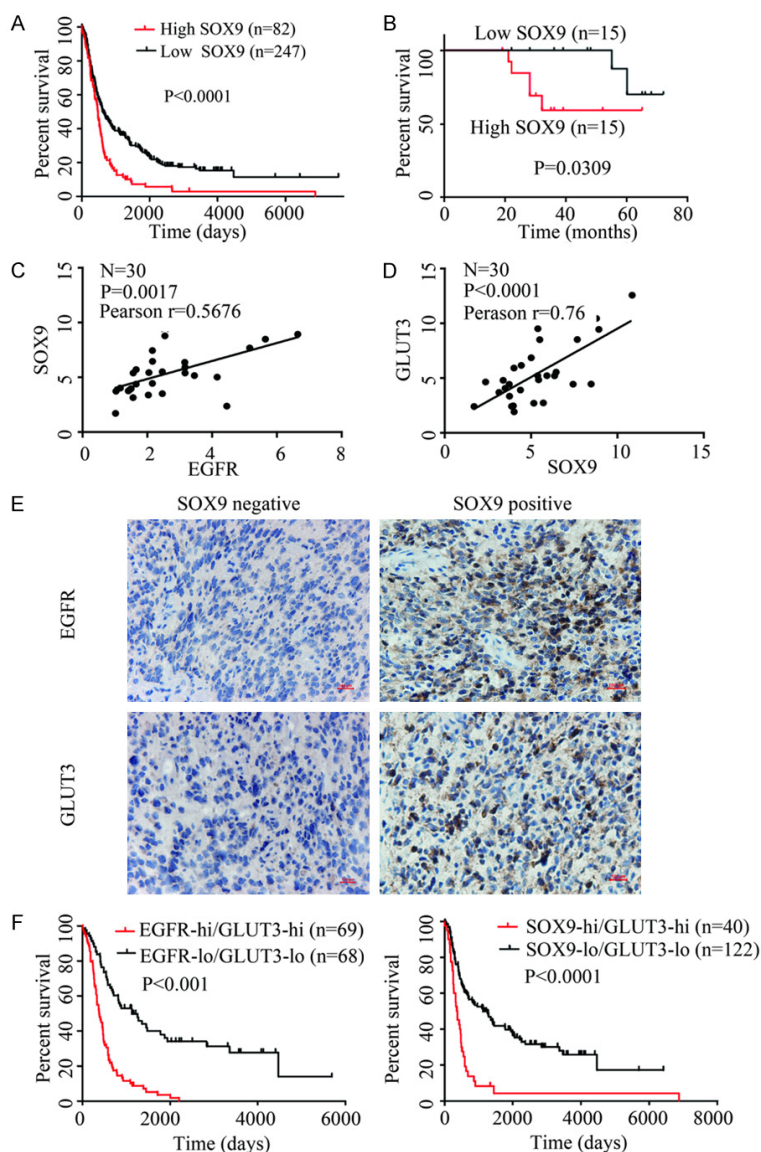 A
High SOX9 (n=82)
Low SOX9 (n=247)
P<0.0001
Percent survival
100
80
60
40
20
0
0 2000 4000 6000
Time (days)
B
Low SOX9 (n=15)
High SOX9 (n=15)
P=0.0309
Percent survival
100
50
0
0 20 40 60 80
Time (months)
C
N=30
P=0.0017
Pearson r=0.5676
SOX9
15
10
5
0
0 2 4 6 8
EGFR
D
N=30
P<0.0001
Perason r=0.76
GLUT3
15
10
5
0
0 5 10 15
SOX9
E
SOX9 negative
SOX9 positive
EGFR
GLUT3
F
EGFR-hi/GLUT3-hi (n=69)
EGFR-lo/GLUT3-lo (n=68)
P<0.001
Percent survival
100
80
60
40
20
0
0 2000 4000 6000
Time (days)
SOX9-hi/GLUT3-hi (n=40)
SOX9-lo/GLUT3-lo (n=122)
P<0.0001
Percent survival
100
80
60
40
20
0
0 2000 4000 6000 8000
Time (days)